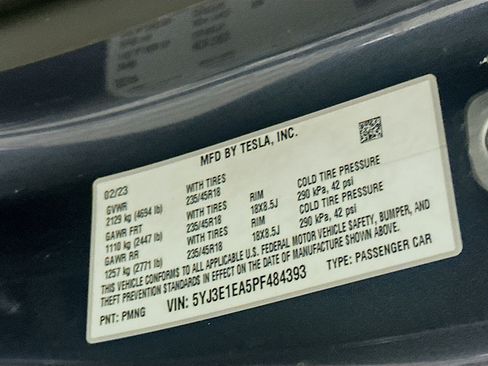 MFD BY TESLA, INC.
02/23
GVWR WITH TIRES RIM COLD TIRE PRESSURE
2129 kg (4694 lb) 235/45R18 18X8.5J 290 kPa, 42 psi
GAWR FRT WITH TIRES RIM COLD TIRE PRESSURE
1110 kg (2447 lb) 235/45R18 18X8.5J 290 kPa, 42 psi
GAWR RR
1257 kg (2771 lb)
THIS VEHICLE CONFORMS TO ALL APPLICABLE U.S. FEDERAL MOTOR VEHICLE SAFETY, BUMPER, AND
THEFT PREVENTION STANDARDS IN EFFECT ON THE DATE OF MANUFACTURE SHOWN ABOVE.
VIN: 5YJ3E1EA5PF484393 TYPE: PASSENGER CAR
PNT: PMNG